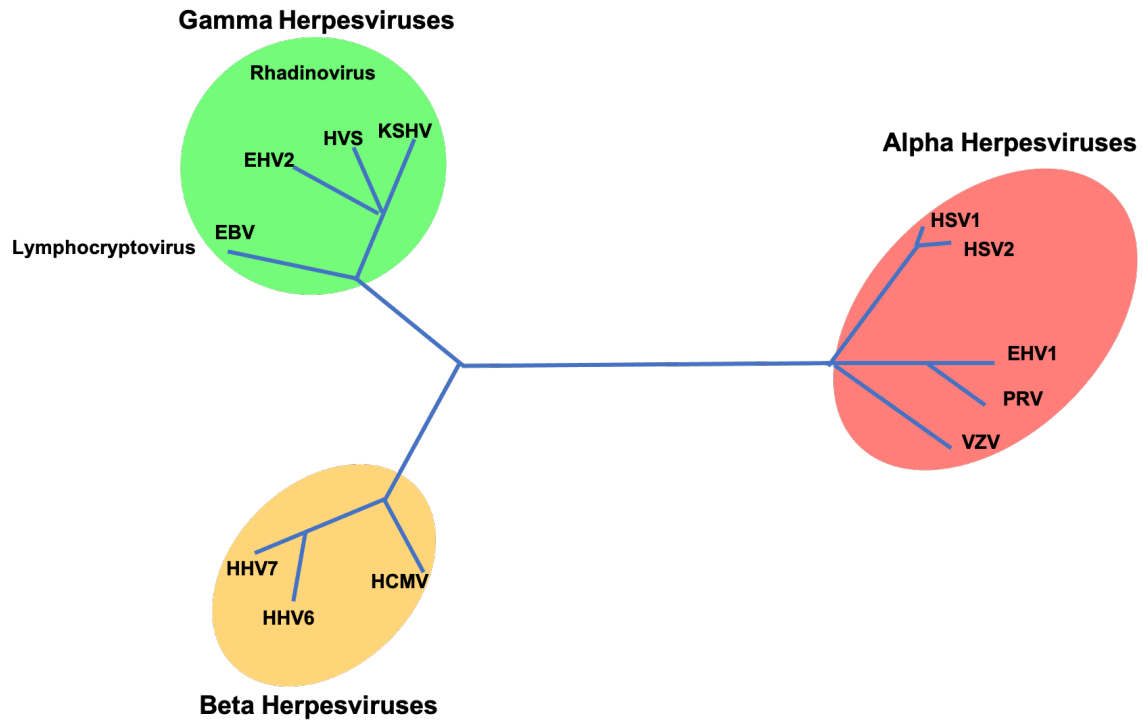 Gamma Herpesviruses
Rhadinovirus
HVS
KSHV
EHV2
EBV
Lymphocryptovirus
Alpha Herpesviruses
HSV1
HSV2
EHV1
PRV
VZV
HHV7
HHV6
HCMV
Beta Herpesviruses